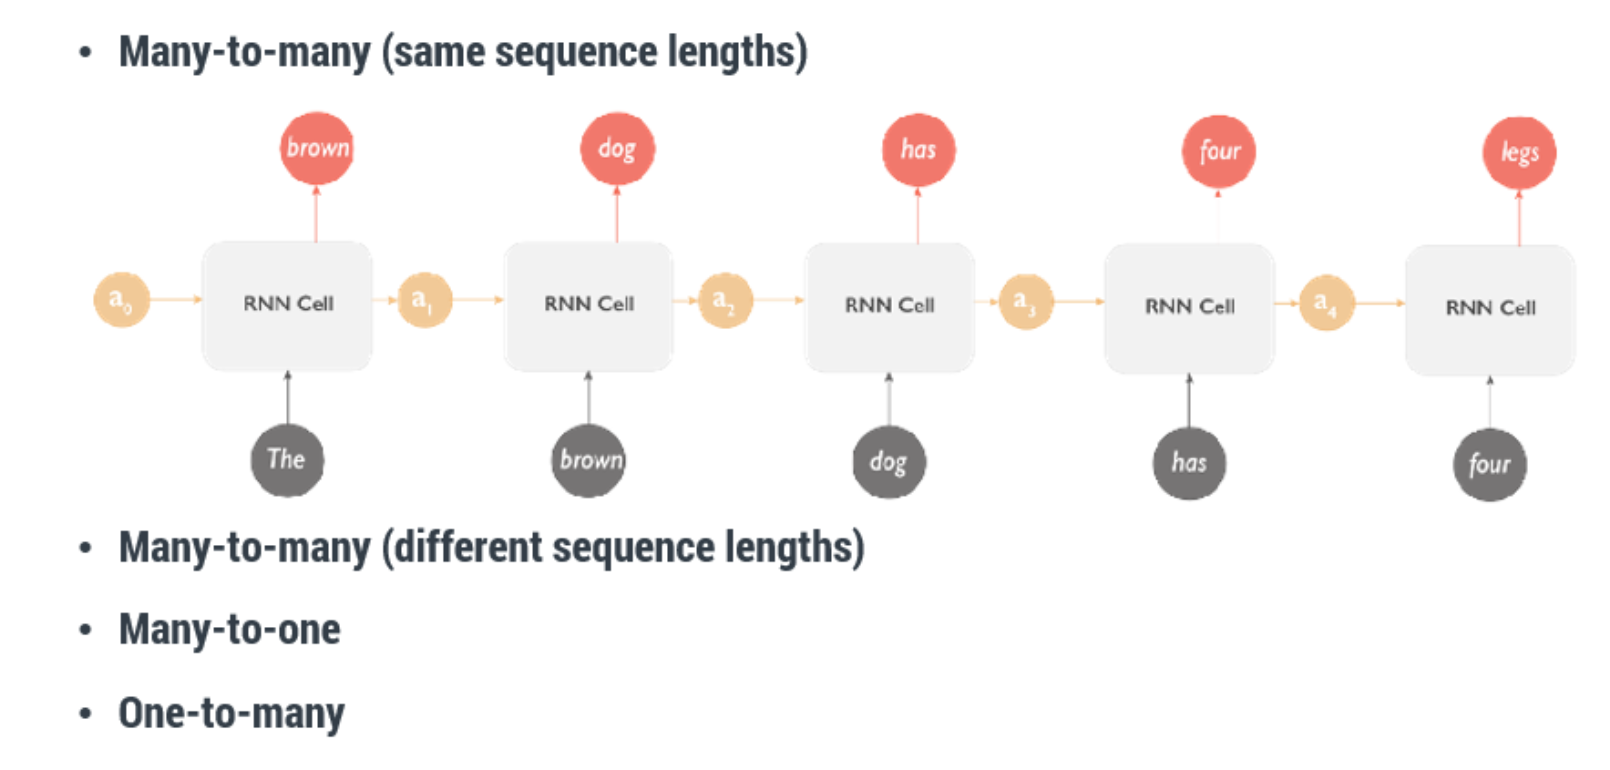 • Many-to-many (same sequence lengths)
brown dog has four legs
a₀ RNN Cell a₁ RNN Cell a₂ RNN Cell a₃ RNN Cell a₄ RNN Cell
The brown dog has four
• Many-to-many (different sequence lengths)
• Many-to-one
• One-to-many